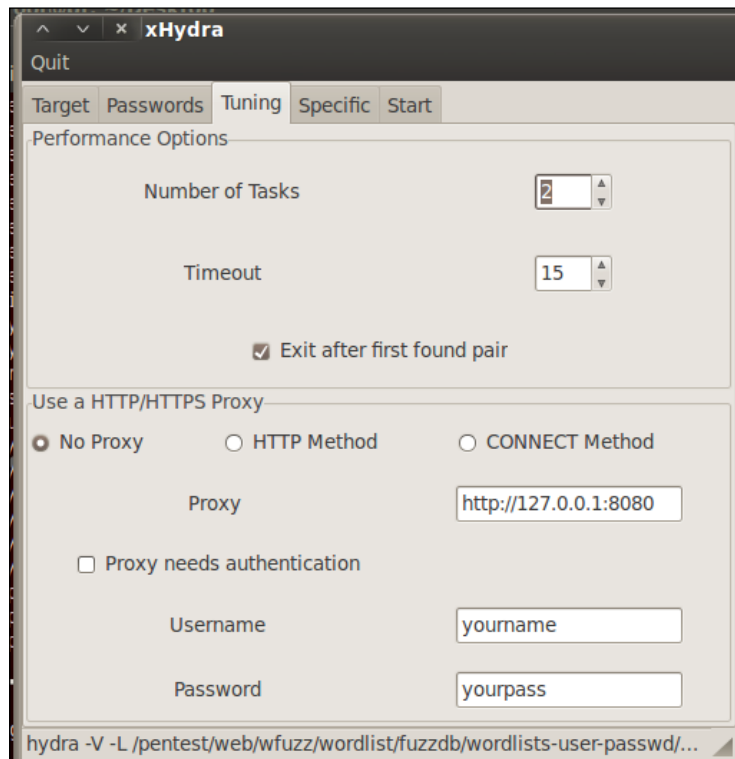 xHydra
Quit
Target Passwords Tuning Specific Start
Performance Options
Number of Tasks 2
Timeout 15
Exit after first found pair
Use a HTTP/HTTPS Proxy
No Proxy HTTP Method CONNECT Method
Proxy http://127.0.0.1:8080
Proxy needs authentication
Username yourname
Password yourpass
hydra -V -L /pentest/web/wfuzz/wordlist/fuzzdb/wordlists-user-passwd/...